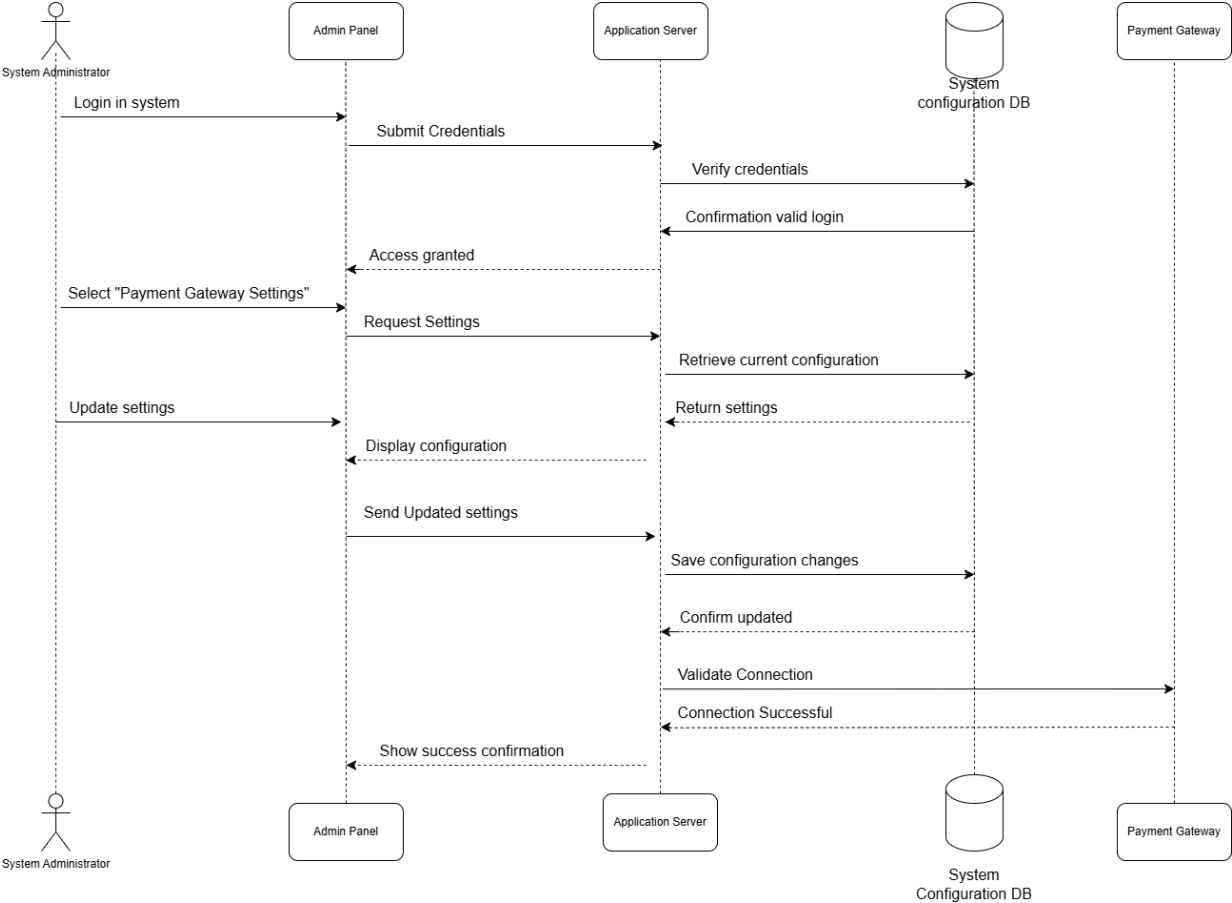 System Administrator
Admin Panel
Application Server
System
configuration DB
Payment Gateway
Login in system
Submit Credentials
Verify credentials
Confirmation valid login
Access granted
Select "Payment Gateway Settings"
Request Settings
Retrieve current configuration
Update settings
Return settings
Display configuration
Send Updated settings
Save configuration changes
Confirm updated
Validate Connection
Connection Successful
Show success confirmation
System Administrator
Admin Panel
Application Server
System
Configuration DB
Payment Gateway